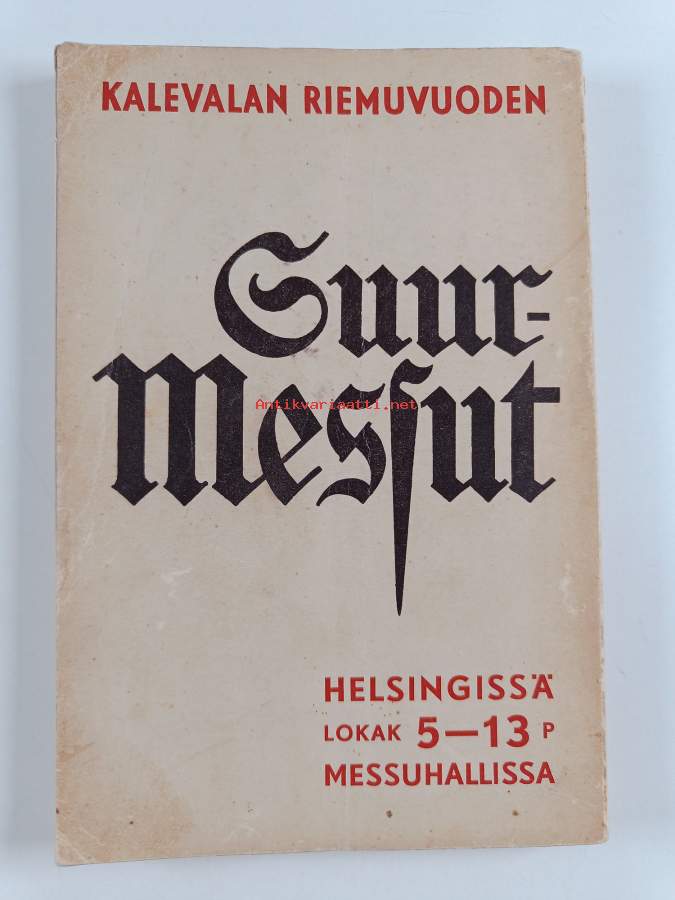 KALEVALAN RIEMUVUODEN
Suur-
Messut
Antikvariaatti.net
HELSINGISSÄ
LOKAK 5—13 P
MESSUHALLISSA